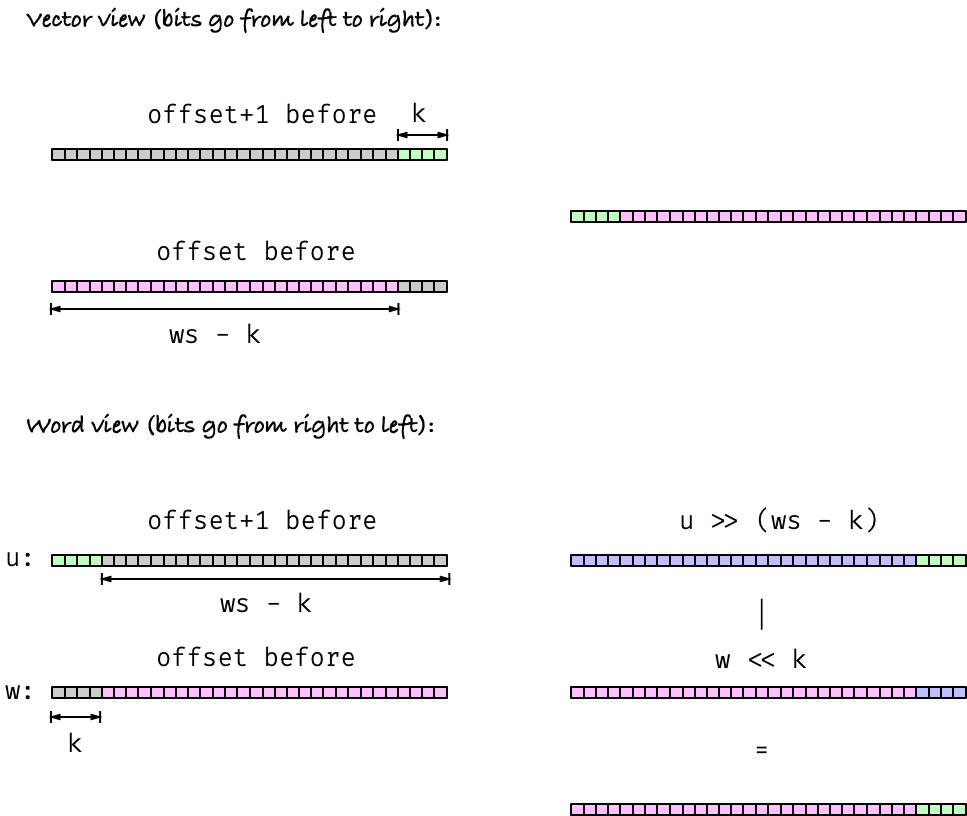 Vector view (bits go from left to right):
offset+1 before
k
offset before
ws - k
Word view (bits go from right to left):
offset+1 before
u >> (ws - k)
u:
ws - k
|
offset before
w << k
w:
k
=